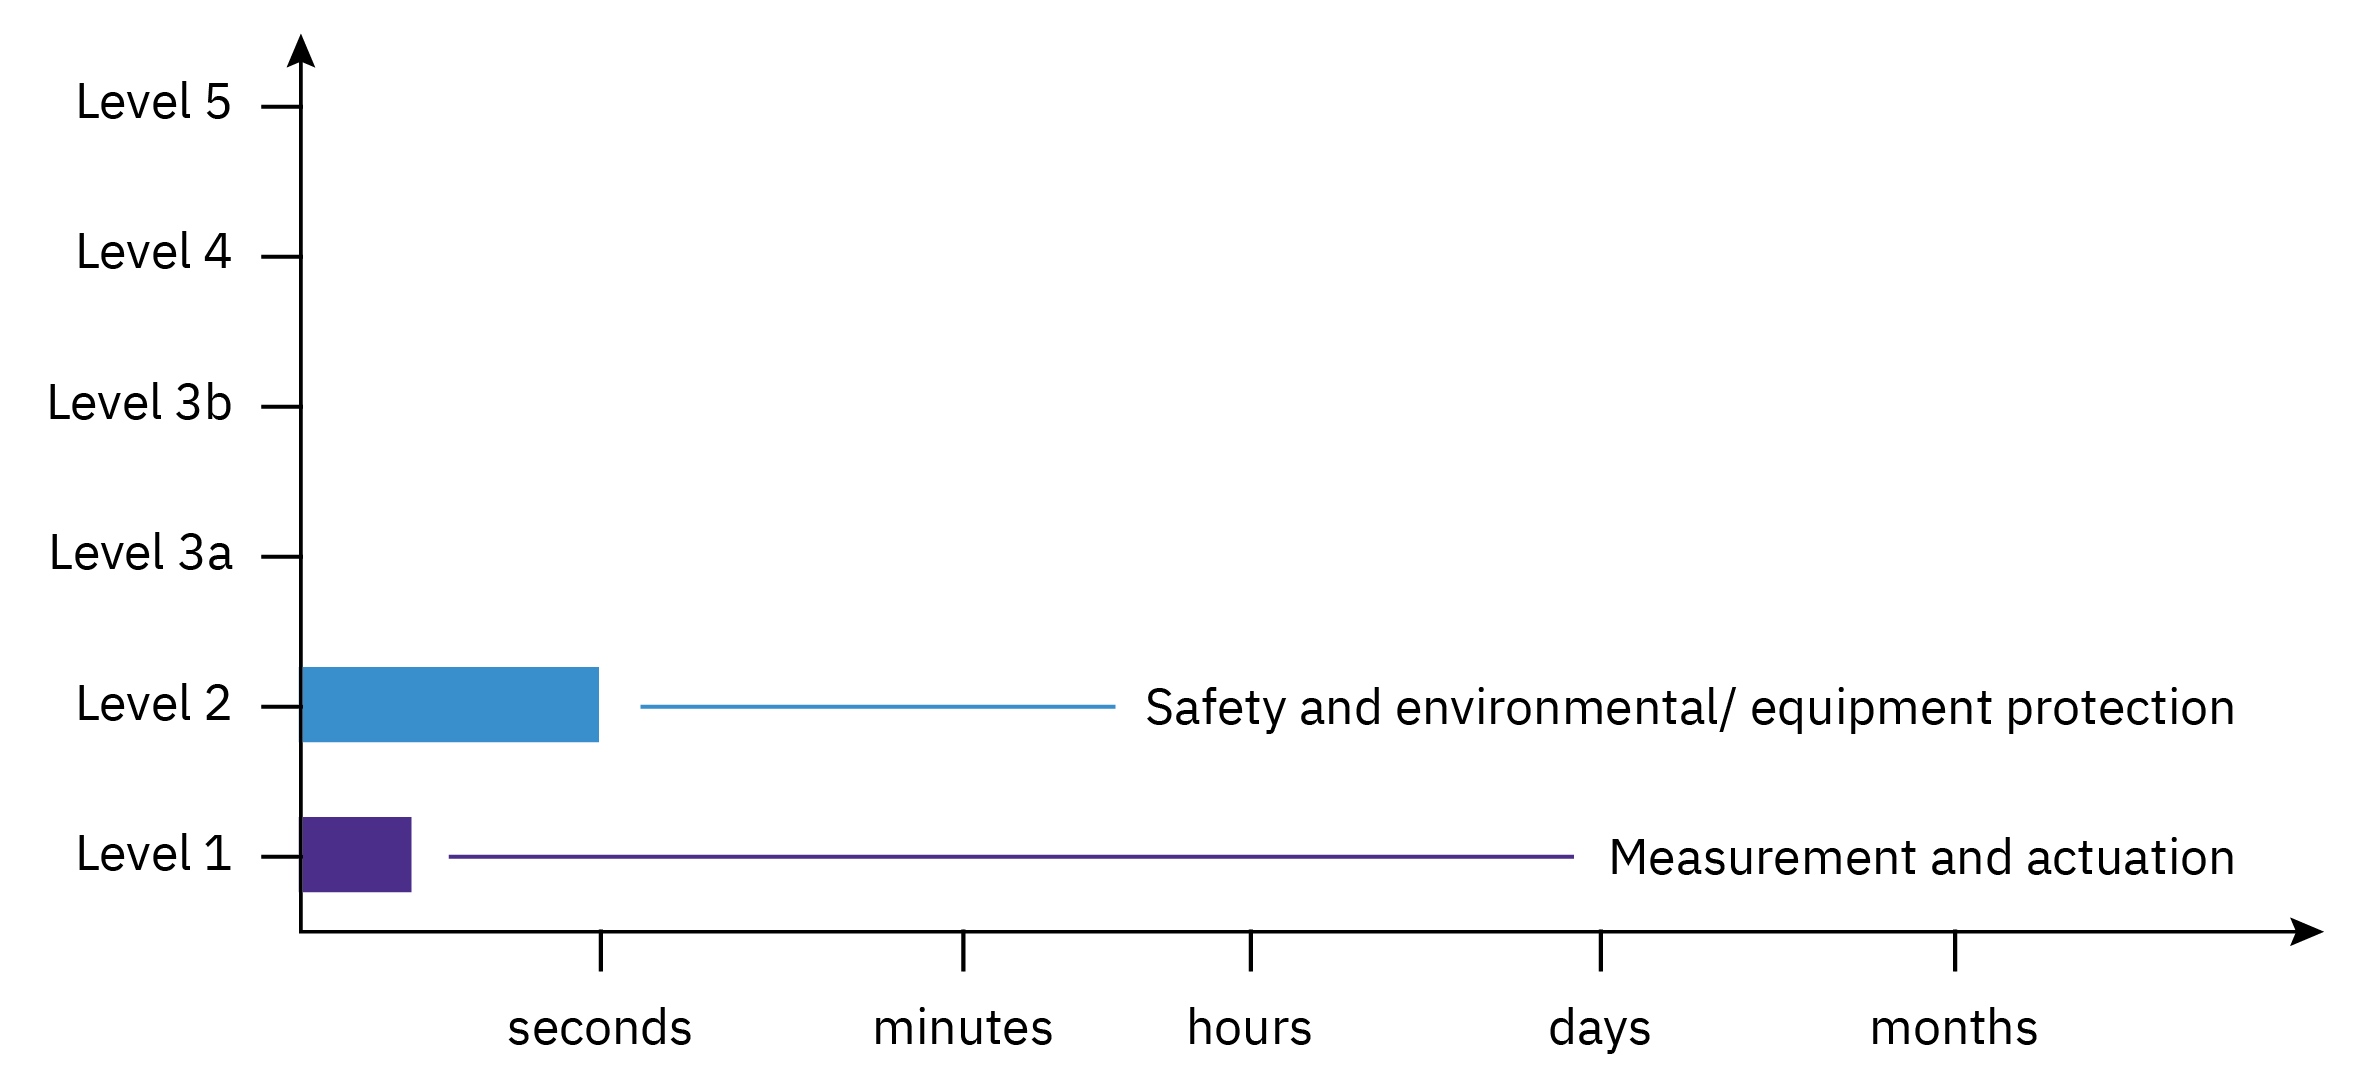 Level 5
Level 4
Level 3b
Level 3a
Level 2
Safety and environmental/ equipment protection
Level 1
Measurement and actuation
seconds
minutes
hours
days
months